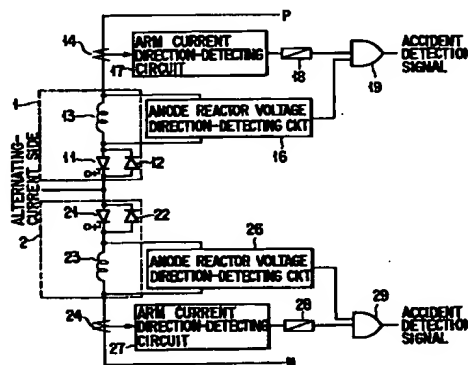 P
14
ARM CURRENT
DIRECTION-DETECTING
CIRCUIT
17
18
19
ACCIDENT
DETECTION
SIGNAL
1
13
ANODE REACTOR VOLTAGE
DIRECTION-DETECTING CKT
16
11
12
ALTERNATING-
CURRENT SIDE
21
22
2
23
26
ANODE REACTOR VOLTAGE
DIRECTION-DETECTING CKT
24
ARM CURRENT
DIRECTION-DETECTING
CIRCUIT
27
28
29
ACCIDENT
DETECTION
SIGNAL
N